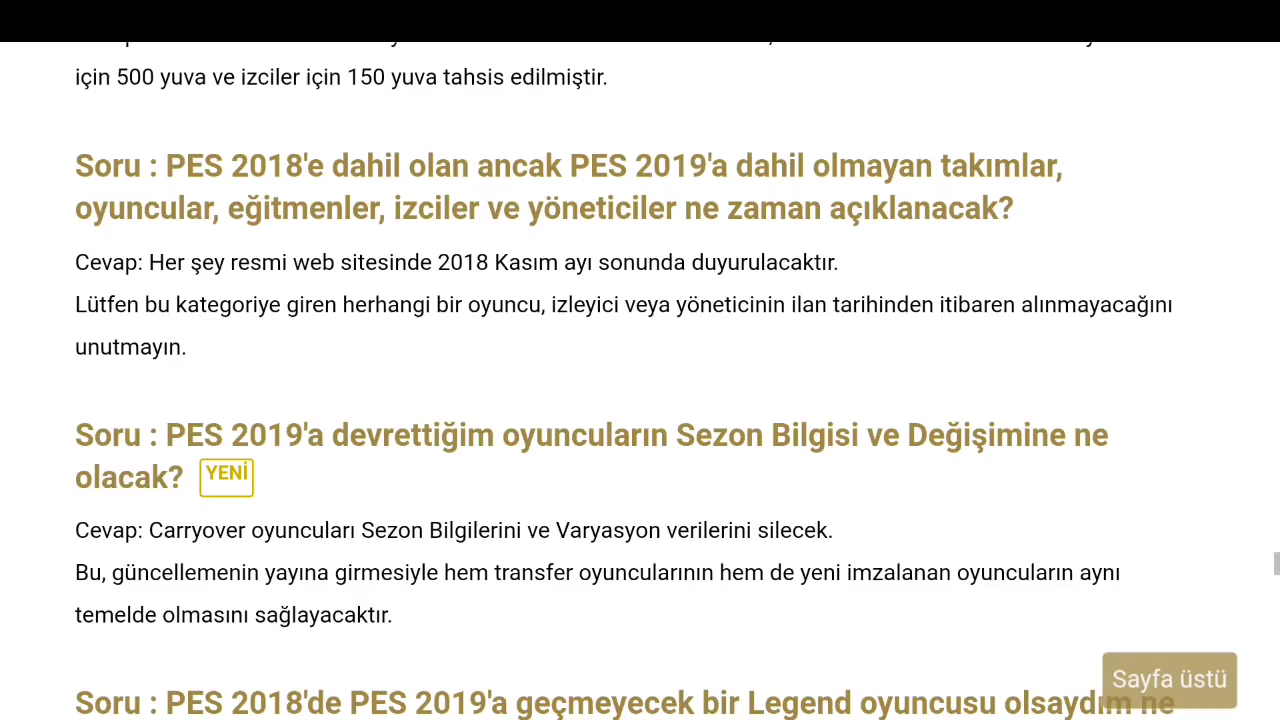 için 500 yuva ve izciler için 150 yuva tahsis edilmiştir.
Soru : PES 2018'e dahil olan ancak PES 2019'a dahil olmayan takımlar,
oyuncular, eğitmenler, izciler ve yöneticiler ne zaman açıklanacak?
Cevap: Her şey resmi web sitesinde 2018 Kasım ayı sonunda duyurulacaktır.
Lütfen bu kategoriye giren herhangi bir oyuncu, izleyici veya yöneticinin ilan tarihinden itibaren alınmayacağını
unutmayın.
Soru : PES 2019'a devrettiğim oyuncuların Sezon Bilgisi ve Değişimine ne
olacak? YENİ
Cevap: Carryover oyuncuları Sezon Bilgilerini ve Varyasyon verilerini silecek.
Bu, güncellemenin yayına girmesiyle hem transfer oyuncularının hem de yeni imzalanan oyuncuların aynı
temelde olmasını sağlayacaktır.
Sayfa üstü
Soru : PES 2018'de PES 2019'a geçmeyecek bir Legend oyuncusu olsaydım ne